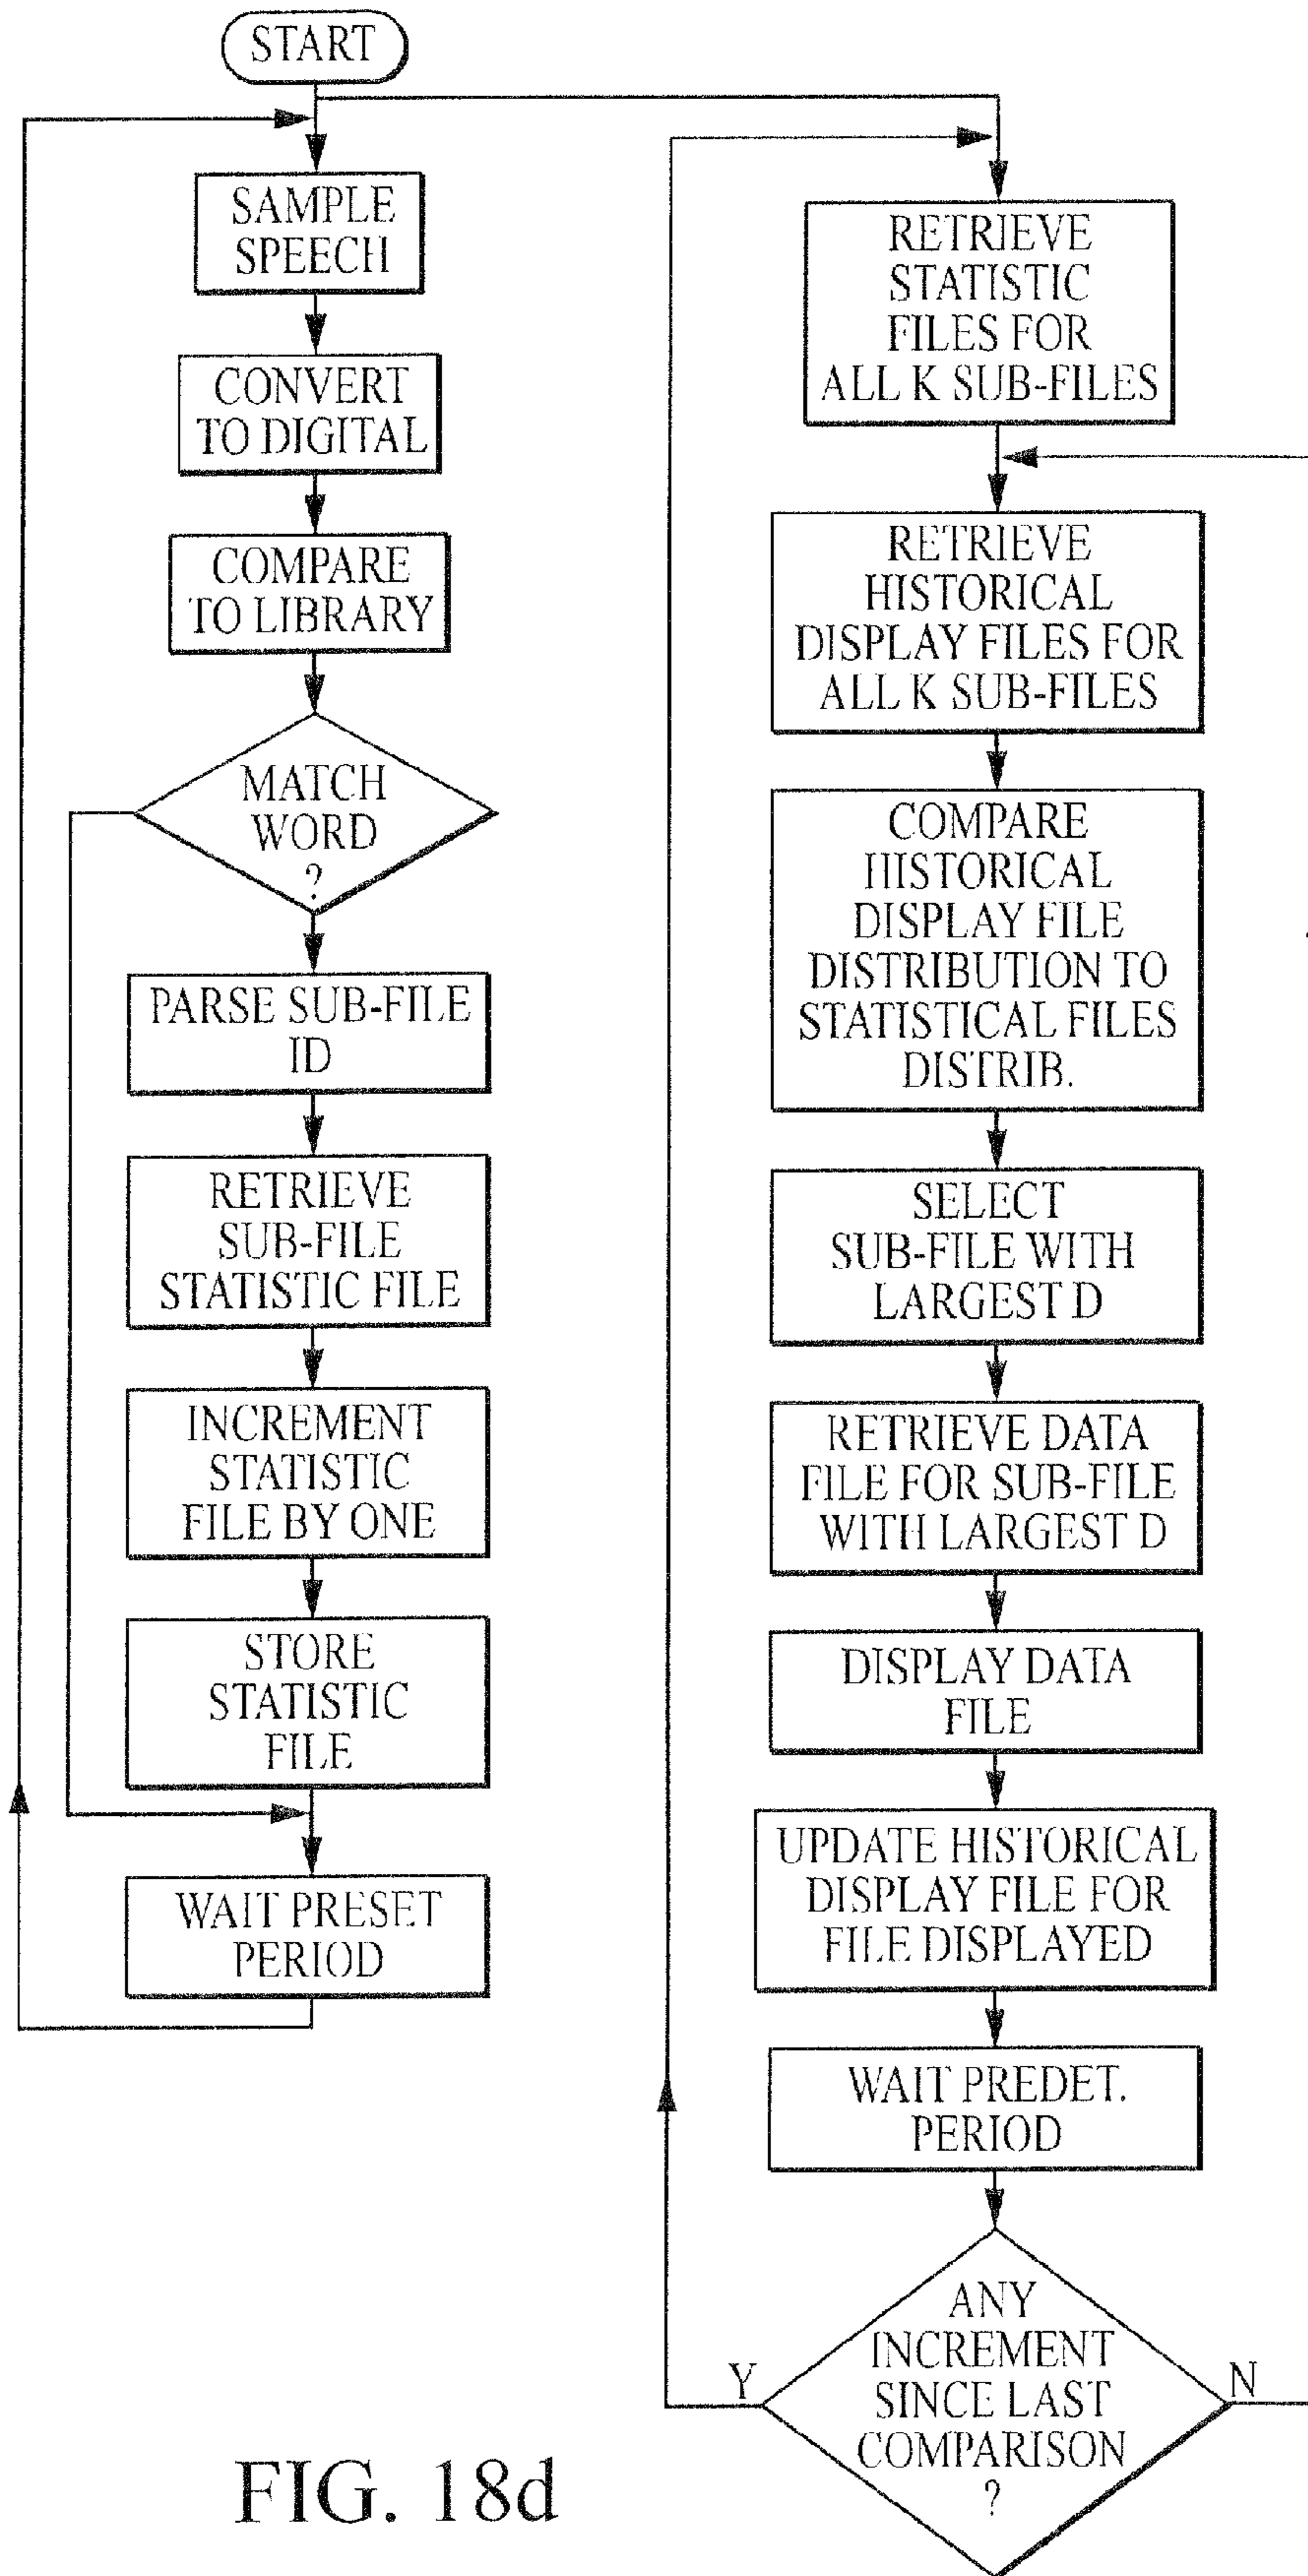 START
SAMPLE
SPEECH
CONVERT
TO DIGITAL
COMPARE
TO LIBRARY
MATCH
WORD
?
PARSE SUB-FILE
ID
RETRIEVE
SUB-FILE
STATISTIC FILE
INCREMENT
STATISTIC
FILE BY ONE
STORE
STATISTIC
FILE
WAIT PRESET
PERIOD
RETRIEVE
STATISTIC
FILES FOR
ALL K SUB-FILES
RETRIEVE
HISTORICAL
DISPLAY FILES FOR
ALL K SUB-FILES
COMPARE
HISTORICAL
DISPLAY FILE
DISTRIBUTION TO
STATISTICAL FILES
DISTRIB.
SELECT
SUB-FILE WITH
LARGEST D
RETRIEVE DATA
FILE FOR SUB-FILE
WITH LARGEST D
DISPLAY DATA
FILE
UPDATE HISTORICAL
DISPLAY FILE FOR
FILE DISPLAYED
WAIT PREDET.
PERIOD
ANY
INCREMENT
SINCE LAST
COMPARISON
?
Y
N
FIG. 18d